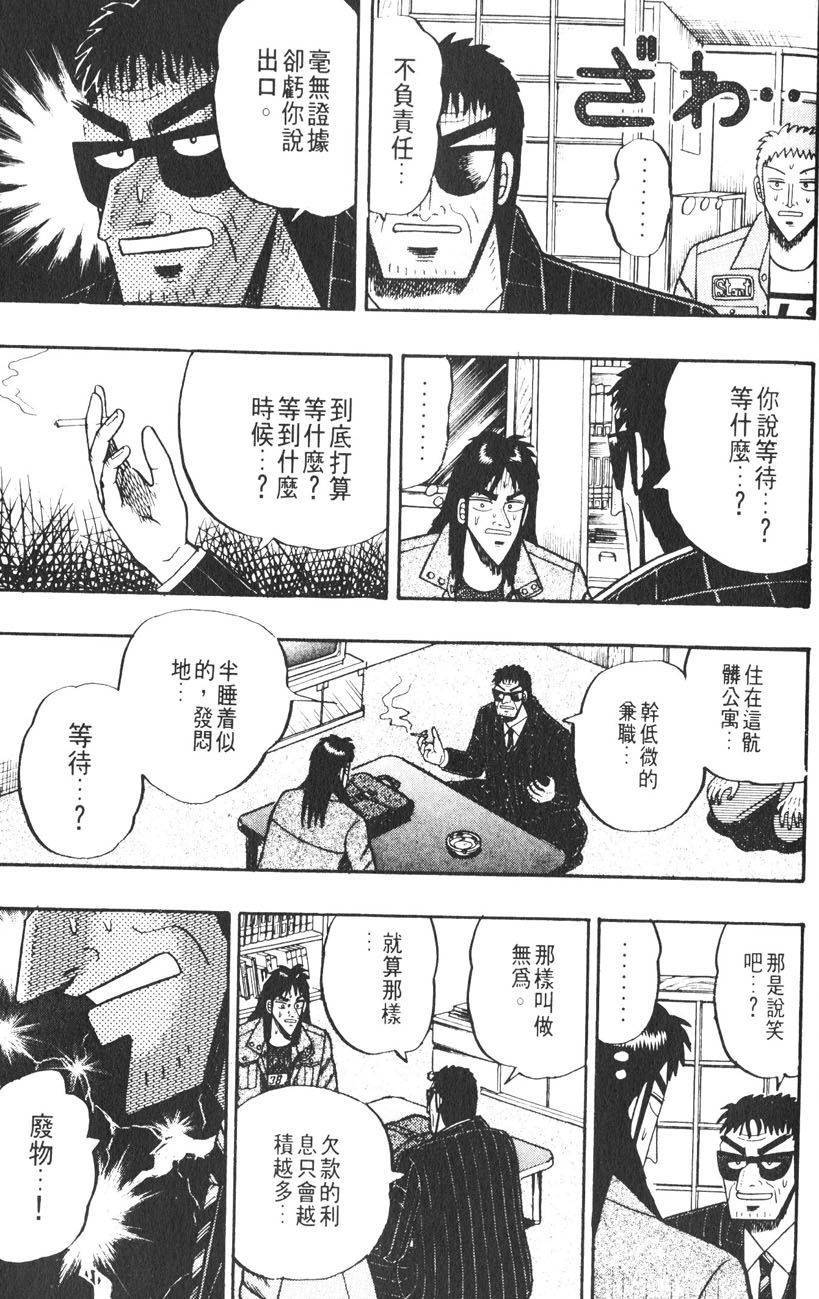 ざわ・・
・・・・・
Staff
不負責任…
毫無證據
卻虧你說
出口。
你說等待…？
等什麼…？
・・・・・・
到底打算
等什麼？
等到什麼
時候…？
住在這骯
髒公寓…
幹低微的
兼職…
半睡着似
的，發悶
地…
等待…？
那是說笑
吧…？
・・・・・・
那樣叫做
無為。
就算那樣
…
欠款的利
息只會越
積越多…
廢物…！